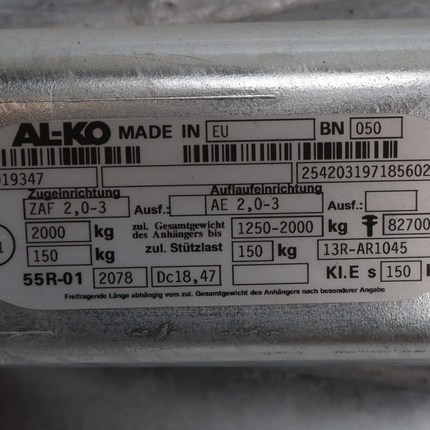 AL-KO MADE IN EU BN 050
019347 254203197185602
Zugeinrichtung Auflaufeinrichtung
ZAF 2,0-3 Ausf.: AE 2,0-3 Ausf.:
2000 kg zul. Gesamtgewicht des Anhängers bis 1250-2000 kg 82700
150 kg zul. Stützlast 150 kg 13R-AR1045
55R-01 2078 Dc18,47 Kl.E s 150
Freitragende Länge abhängig vom zul. Gesamtgewicht des Anhängers nach besonderer Angabe